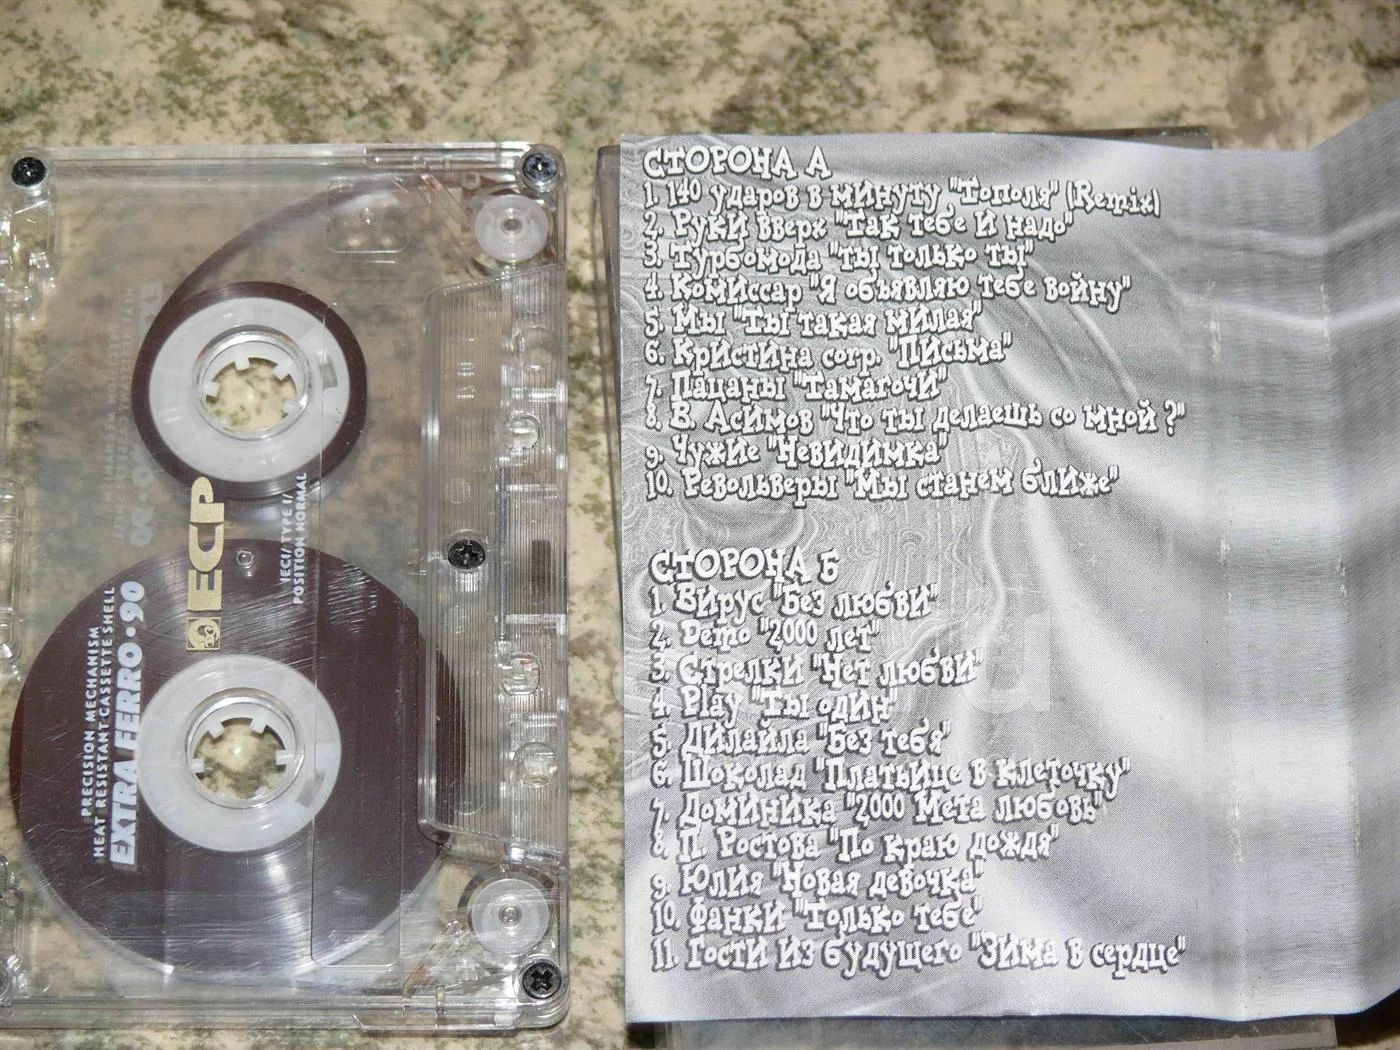 PRECISION MECHANISM
HEAT RESISTANT CASSETTE SHELL
EXTRA FERRO·90
ECP
IECI/TYPE I/
POSITION NORMAL
СТОРОНА А
1. 140 ударов в минуту "Тополя" (Remix)
2. Руки вверх "Так тебе и надо"
3. Турбомода "Ты только ты"
4. Комиссар "Я объявляю тебе войну"
5. Мы "Ты такая милая"
6. Кристина corp. "Письма"
7. Пацаны "Тамагочи"
8. В. Асимов "Что ты делаешь со мной ?"
9. Чужие "Невидимка"
10. Револьверы "Мы станем ближе"
СТОРОНА Б
1. Вирус "Без любви"
2. Demo "2000 лет"
3. Стрелки "Нет любви"
4. Play "Ты один"
5. Дилайла "Без тебя"
6. Шоколад "Платьице в клеточку"
7. Доминика "2000 Мета любовь"
8. П. Ростова "По краю дождя"
9. Юлия "Новая девочка"
10. Фанки "Только тебе"
11. Гости из будущего "Зима в сердце"